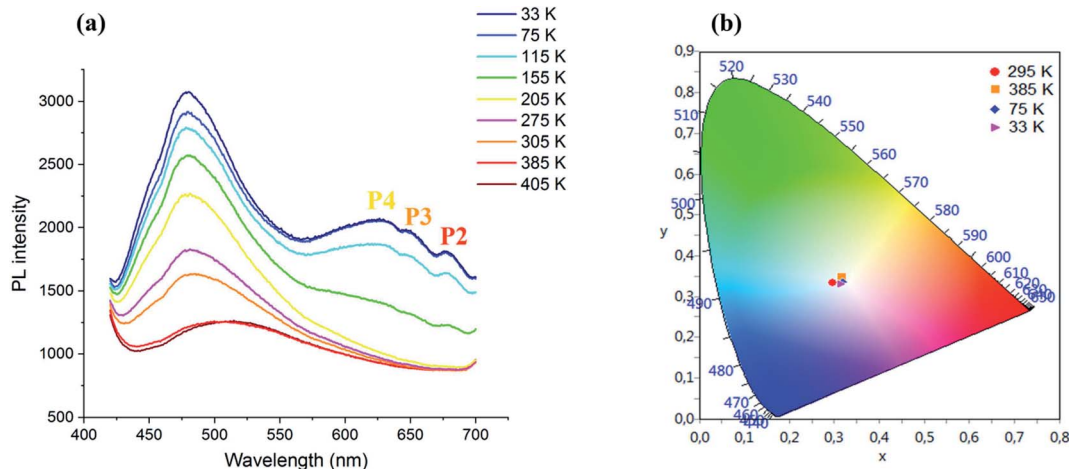 (a)
33 K
75 K
115 K
155 K
205 K
275 K
305 K
385 K
405 K
3000
2500
2000
1500
1000
500
PL intensity
P4
P3
P2
400
450
500
550
600
650
700
Wavelength (nm)
(b)
0,9
0,8
0,7
0,6
0,5
y
0,4
0,3
0,2
0,1
0,0
295 K
385 K
75 K
33 K
520
530
540
550
560
570
580
590
600
610
620
510
500
490
480
470
460
440
0,0
0,1
0,2
0,3
0,4
0,5
0,6
0,7
0,8
x